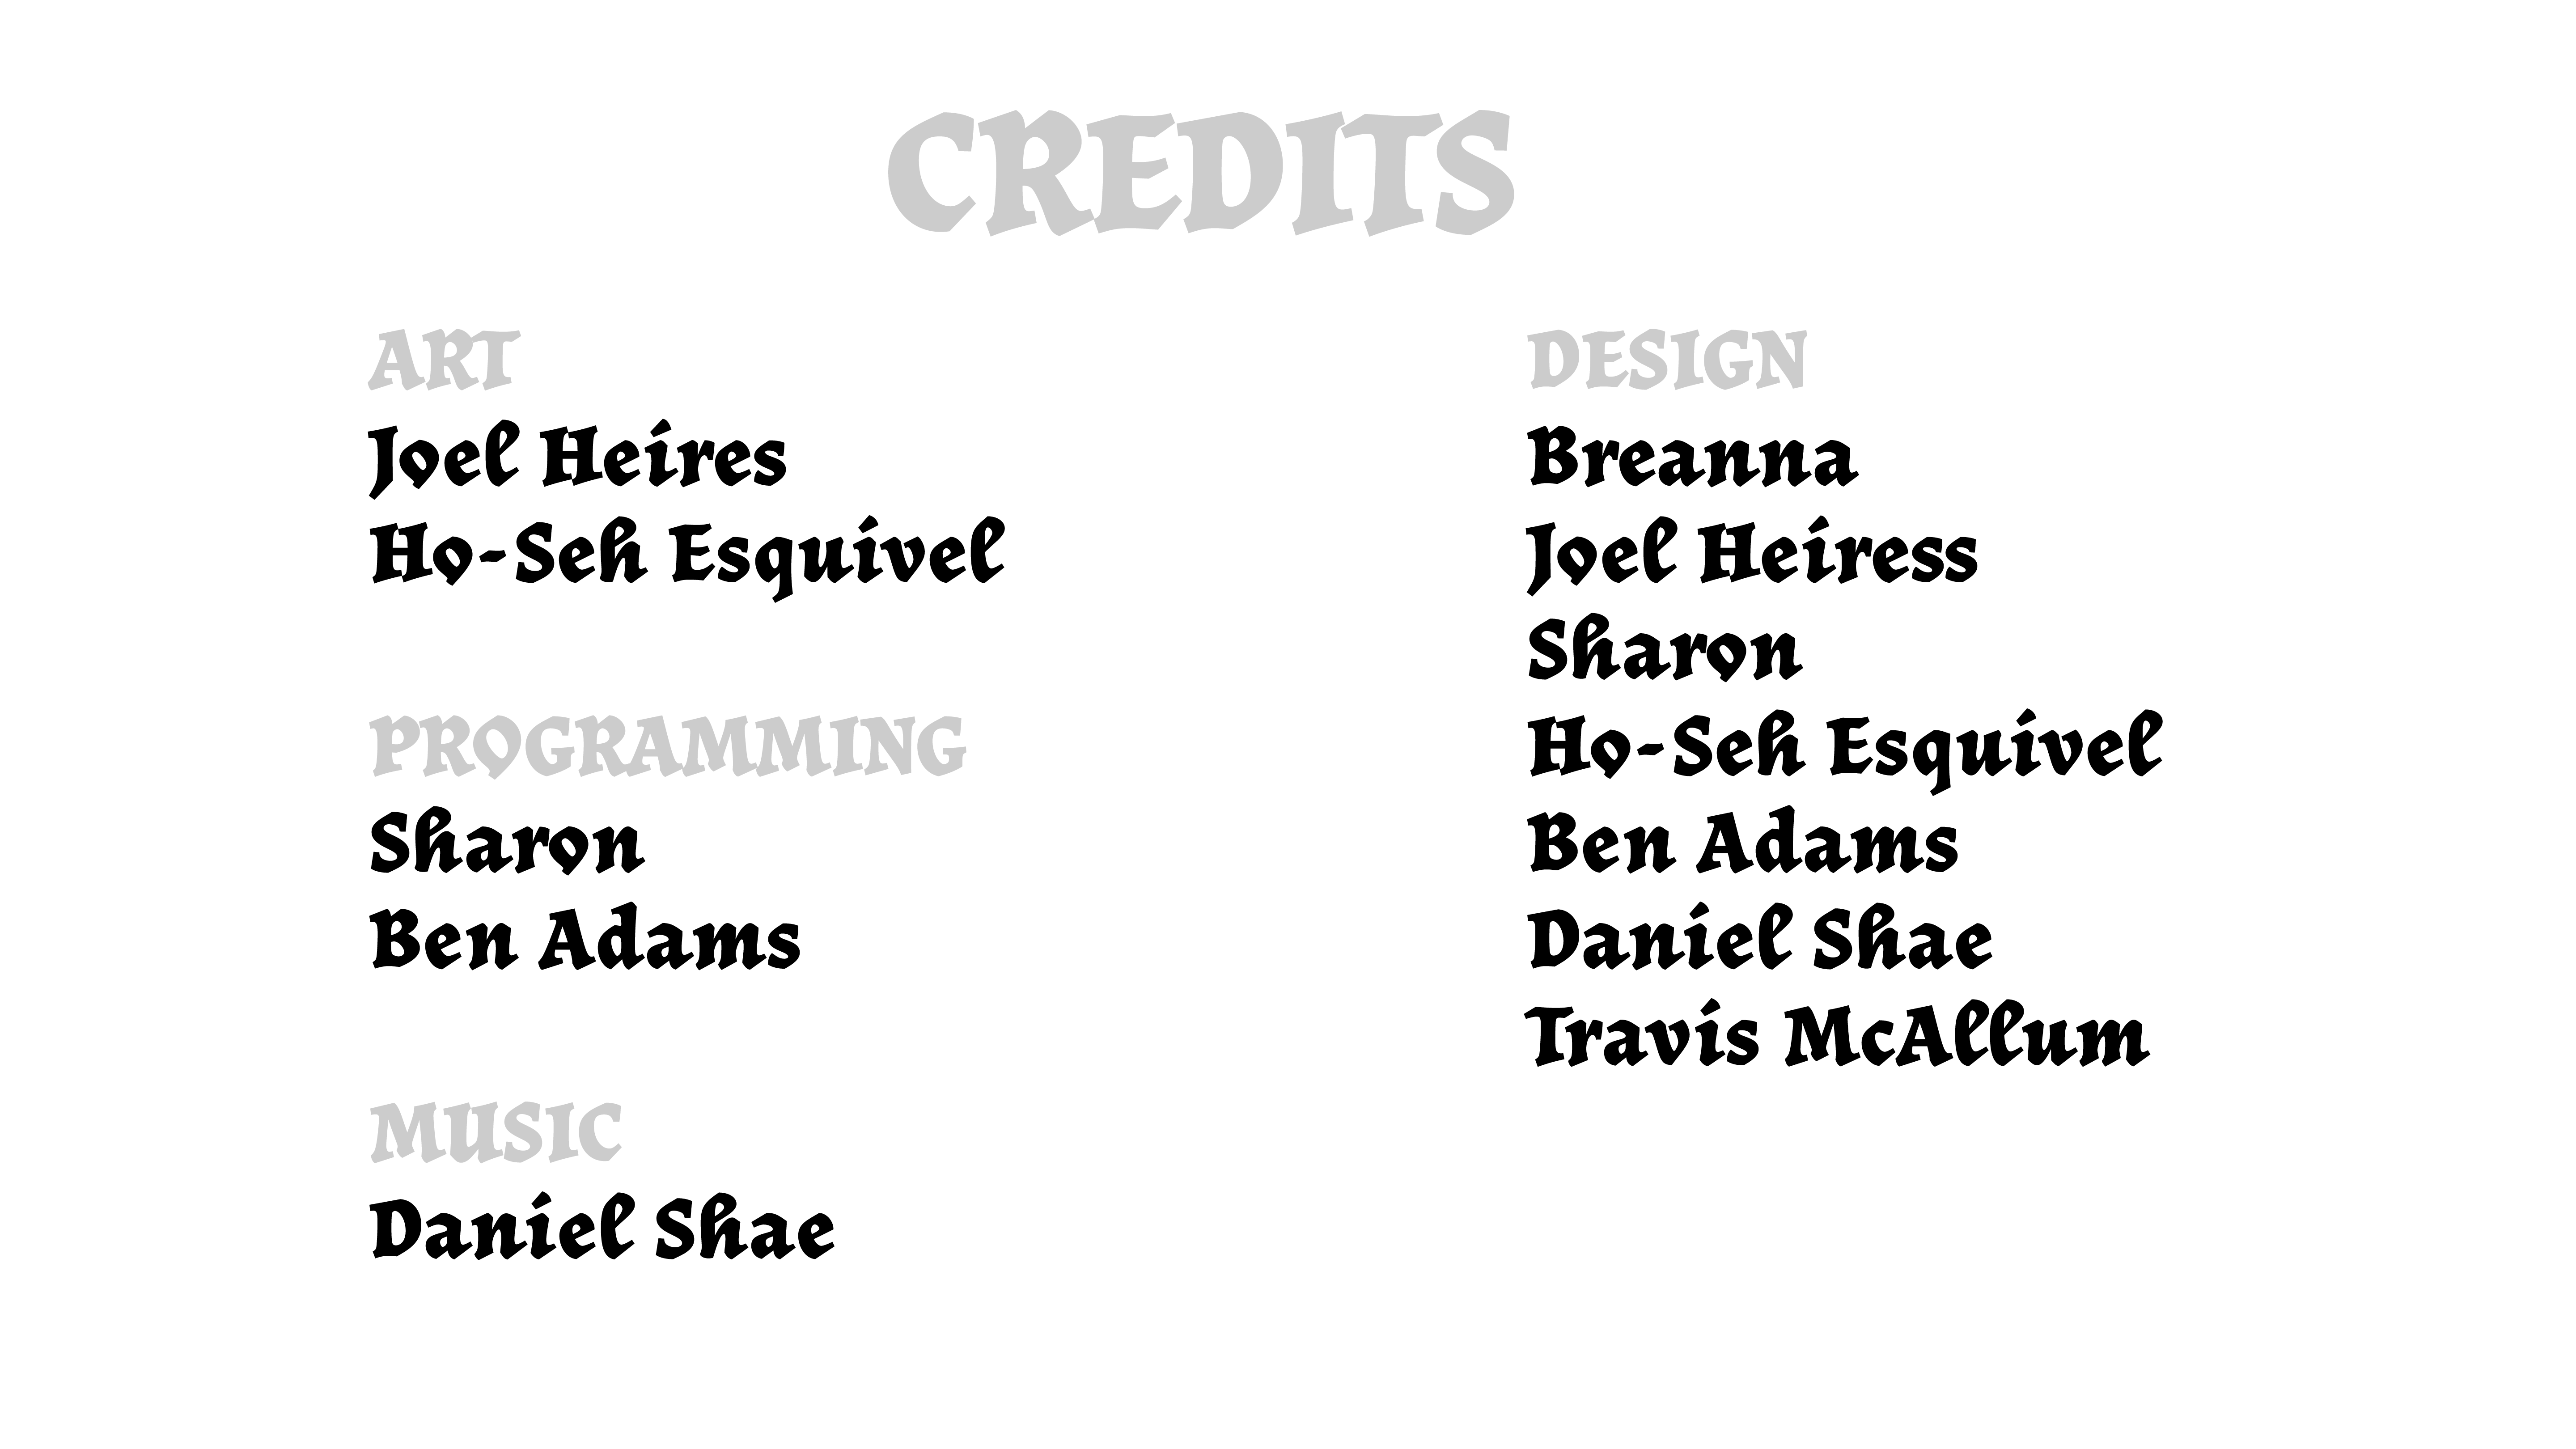 CREDITS
ART
Joel Heires
Ho-Seh Esquivel
PROGRAMMING
Sharon
Ben Adams
MUSIC
Daniel Shae
DESIGN
Breanna
Joel Heiress
Sharon
Ho-Seh Esquivel
Ben Adams
Daniel Shae
Travis McAllum